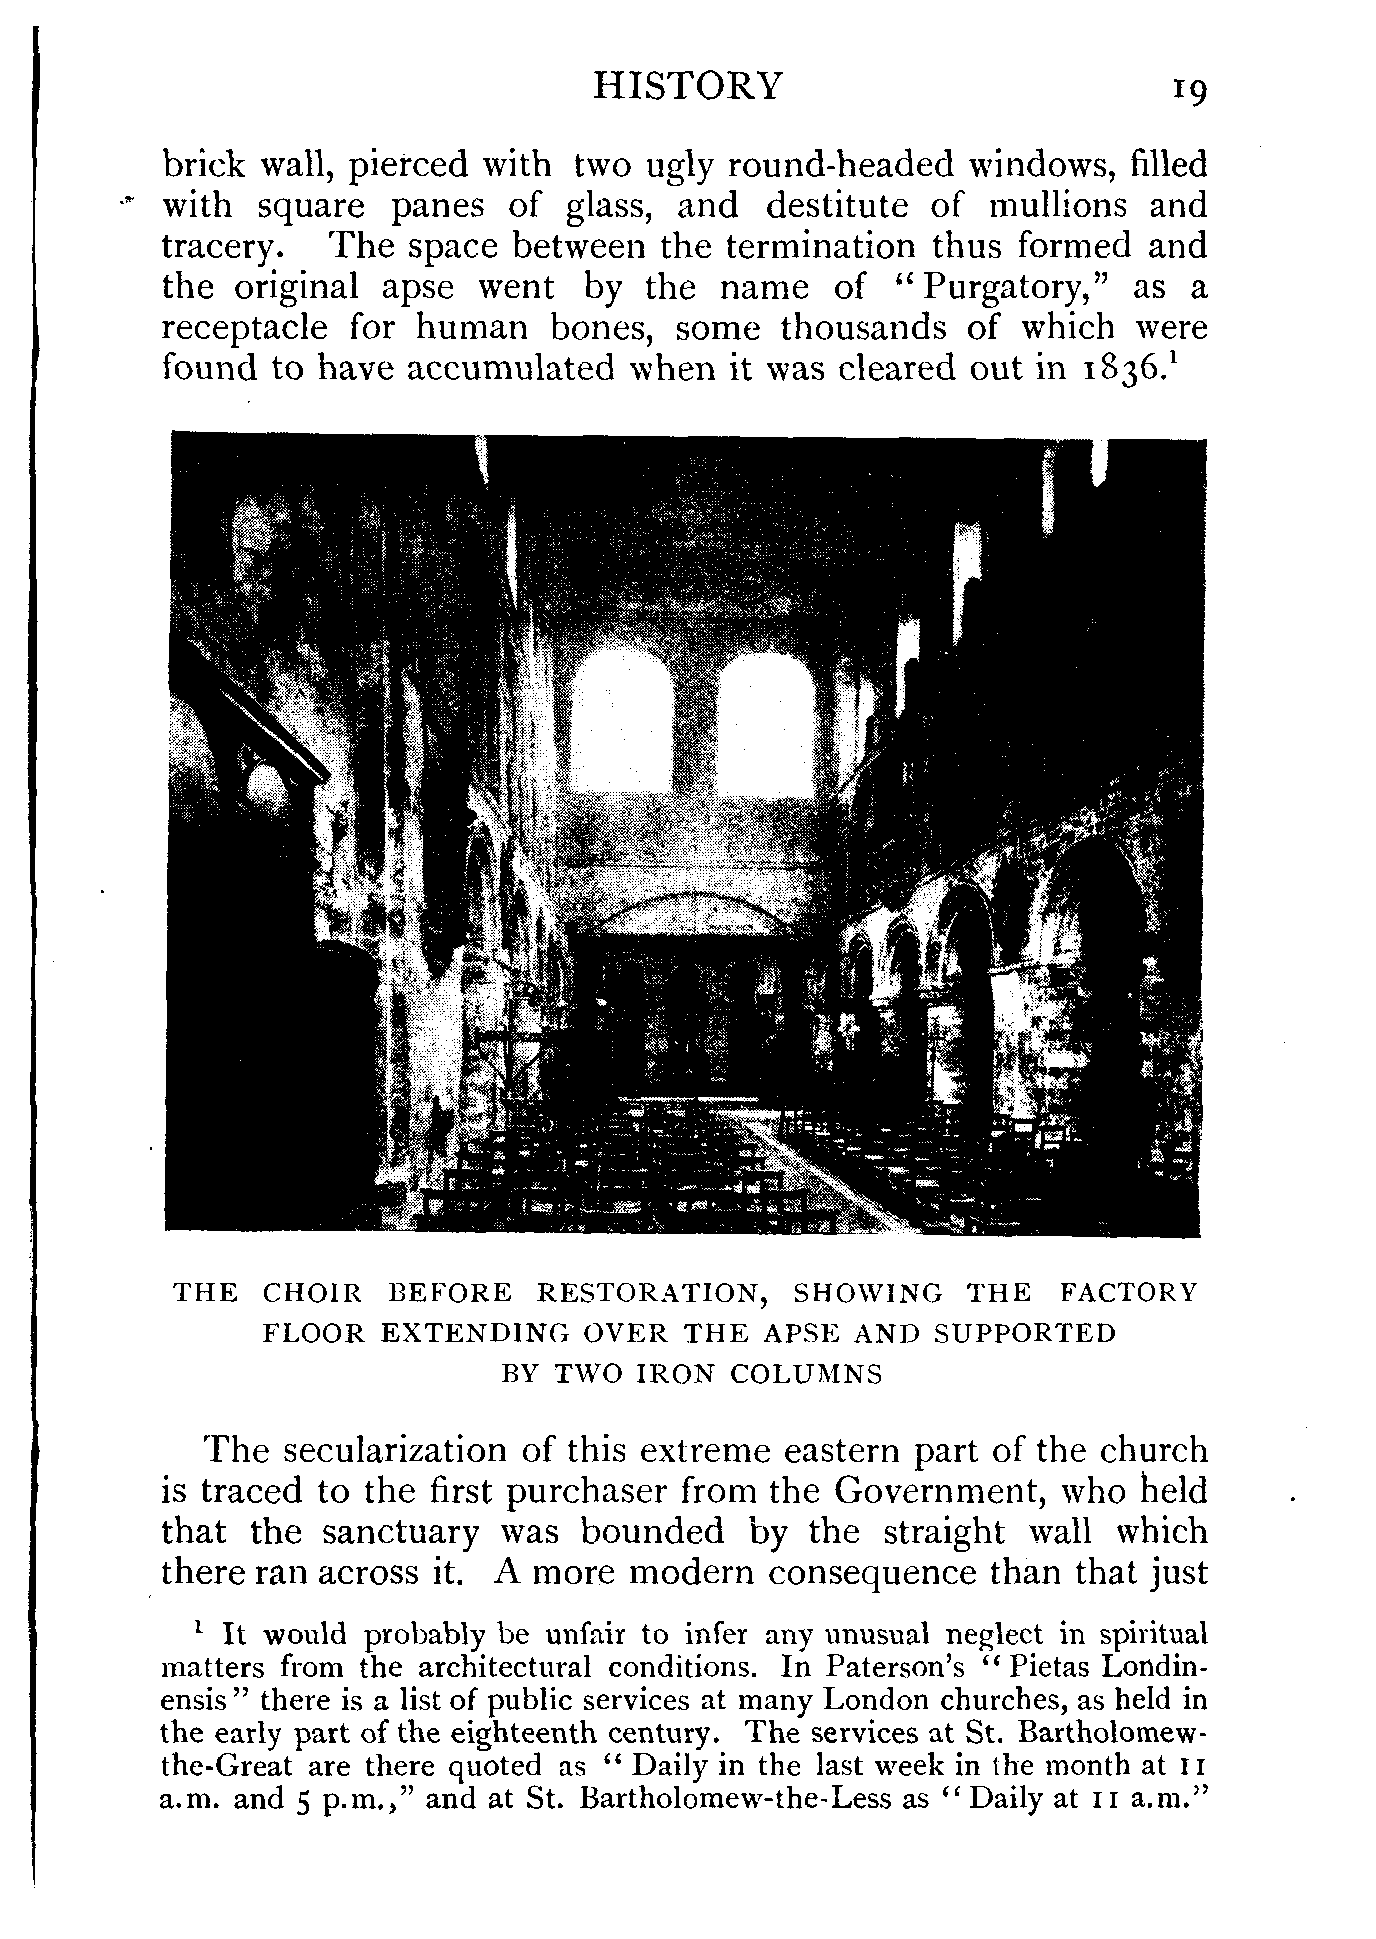 HISTORY 19
brick wall, pierced with two ugly round-headed windows, filled
with square panes of glass, and destitute of mullions and
tracery. The space between the termination thus formed and
the original apse went by the name of “Purgatory,” as a
receptacle for human bones, some thousands of which were
found to have accumulated when it was cleared out in 1836.¹
THE CHOIR BEFORE RESTORATION, SHOWING THE FACTORY
FLOOR EXTENDING OVER THE APSE AND SUPPORTED
BY TWO IRON COLUMNS
The secularization of this extreme eastern part of the church
is traced to the first purchaser from the Government, who held
that the sanctuary was bounded by the straight wall which
there ran across it. A more modern consequence than that just
¹ It would probably be unfair to infer any unusual neglect in spiritual
matters from the architectural conditions. In Paterson's “Pietas Londin-
ensis” there is a list of public services at many London churches, as held in
the early part of the eighteenth century. The services at St. Bartholomew-
the-Great are there quoted as “Daily in the last week in the month at 11
a.m. and 5 p.m.,” and at St. Bartholomew-the-Less as “Daily at 11 a.m.”